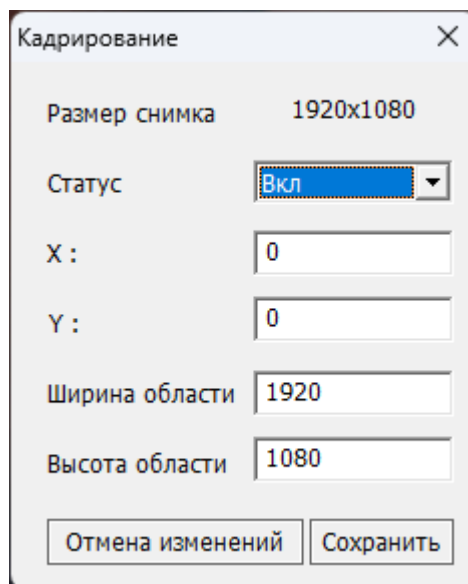 Кадрирование
Размер снимка 1920x1080
Статус Вкл
X : 0
Y : 0
Ширина области 1920
Высота области 1080
Отмена изменений Сохранить